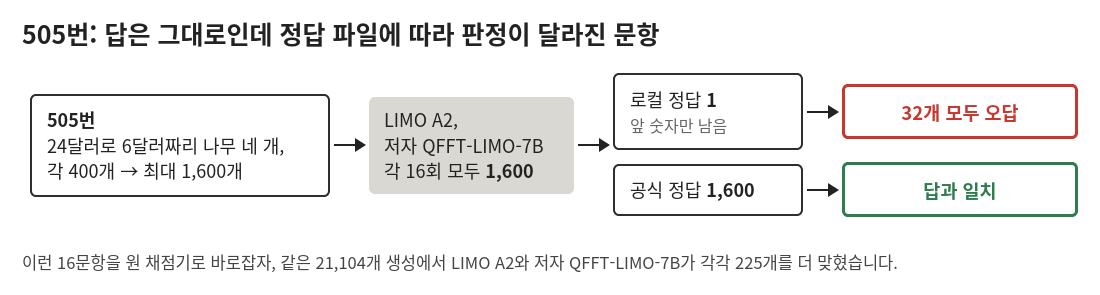 505번: 답은 그대로인데 정답 파일에 따라 판정이 달라진 문항
505번
24달러로 6달러짜리 나무 네 개,
각 400개 → 최대 1,600개
LIMO A2,
저자 QFFT-LIMO-7B
각 16회 모두 1,600
로컬 정답 1
앞 숫자만 남음
32개 모두 오답
공식 정답 1,600
답과 일치
이런 16문항을 원 채점기로 바로잡자, 같은 21,104개 생성에서 LIMO A2와 저자 QFFT-LIMO-7B가 각각 225개를 더 맞혔습니다.